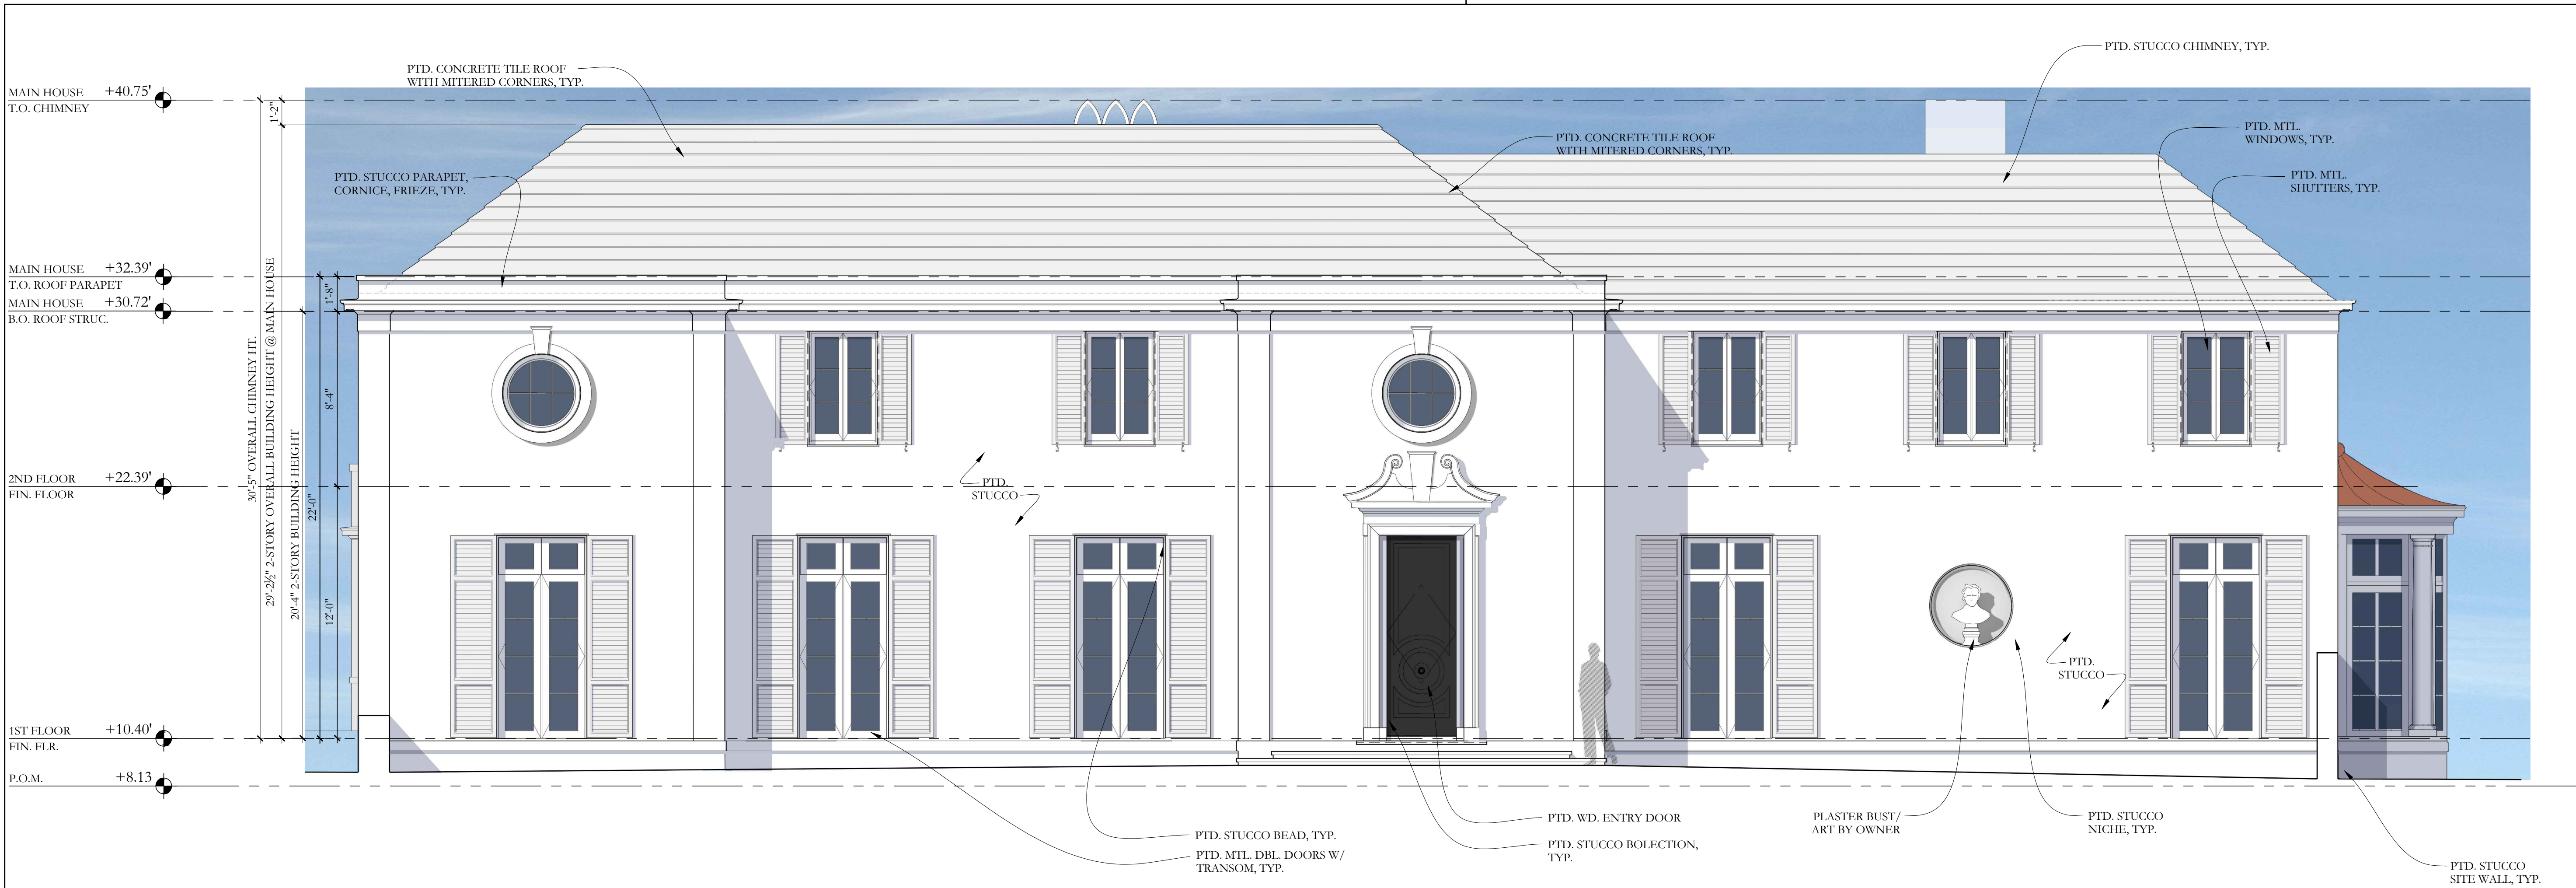 PTD. STUCCO CHIMNEY, TYP.
PTD. CONCRETE TILE ROOF
WITH MITERED CORNERS, TYP.
MAIN HOUSE +40.75'
T.O. CHIMNEY
1'-2"
PTD. CONCRETE TILE ROOF
WITH MITERED CORNERS, TYP.
PTD. MTL.
WINDOWS, TYP.
PTD. STUCCO PARAPET,
CORNICE, FRIEZE, TYP.
PTD. MTL.
SHUTTERS, TYP.
MAIN HOUSE +32.39'
T.O. ROOF PARAPET
MAIN HOUSE +30.72'
B.O. ROOF STRUC.
1'-8"
30'-5" OVERALL CHIMNEY HT.
29'-2½" 2-STORY OVERALL BUILDING HEIGHT @ MAIN HOUSE
20'-4" 2-STORY BUILDING HEIGHT
22'-0"
8'-4"
12'-0"
2ND FLOOR +22.39'
FIN. FLOOR
PTD.
STUCCO
PTD.
STUCCO
1ST FLOOR +10.40'
FIN. FLR.
P.O.M. +8.13
PTD. STUCCO BEAD, TYP.
PTD. MTL. DBL. DOORS W/
TRANSOM, TYP.
PTD. WD. ENTRY DOOR
PTD. STUCCO BOLECTION,
TYP.
PLASTER BUST/
ART BY OWNER
PTD. STUCCO
NICHE, TYP.
PTD. STUCCO
SITE WALL, TYP.